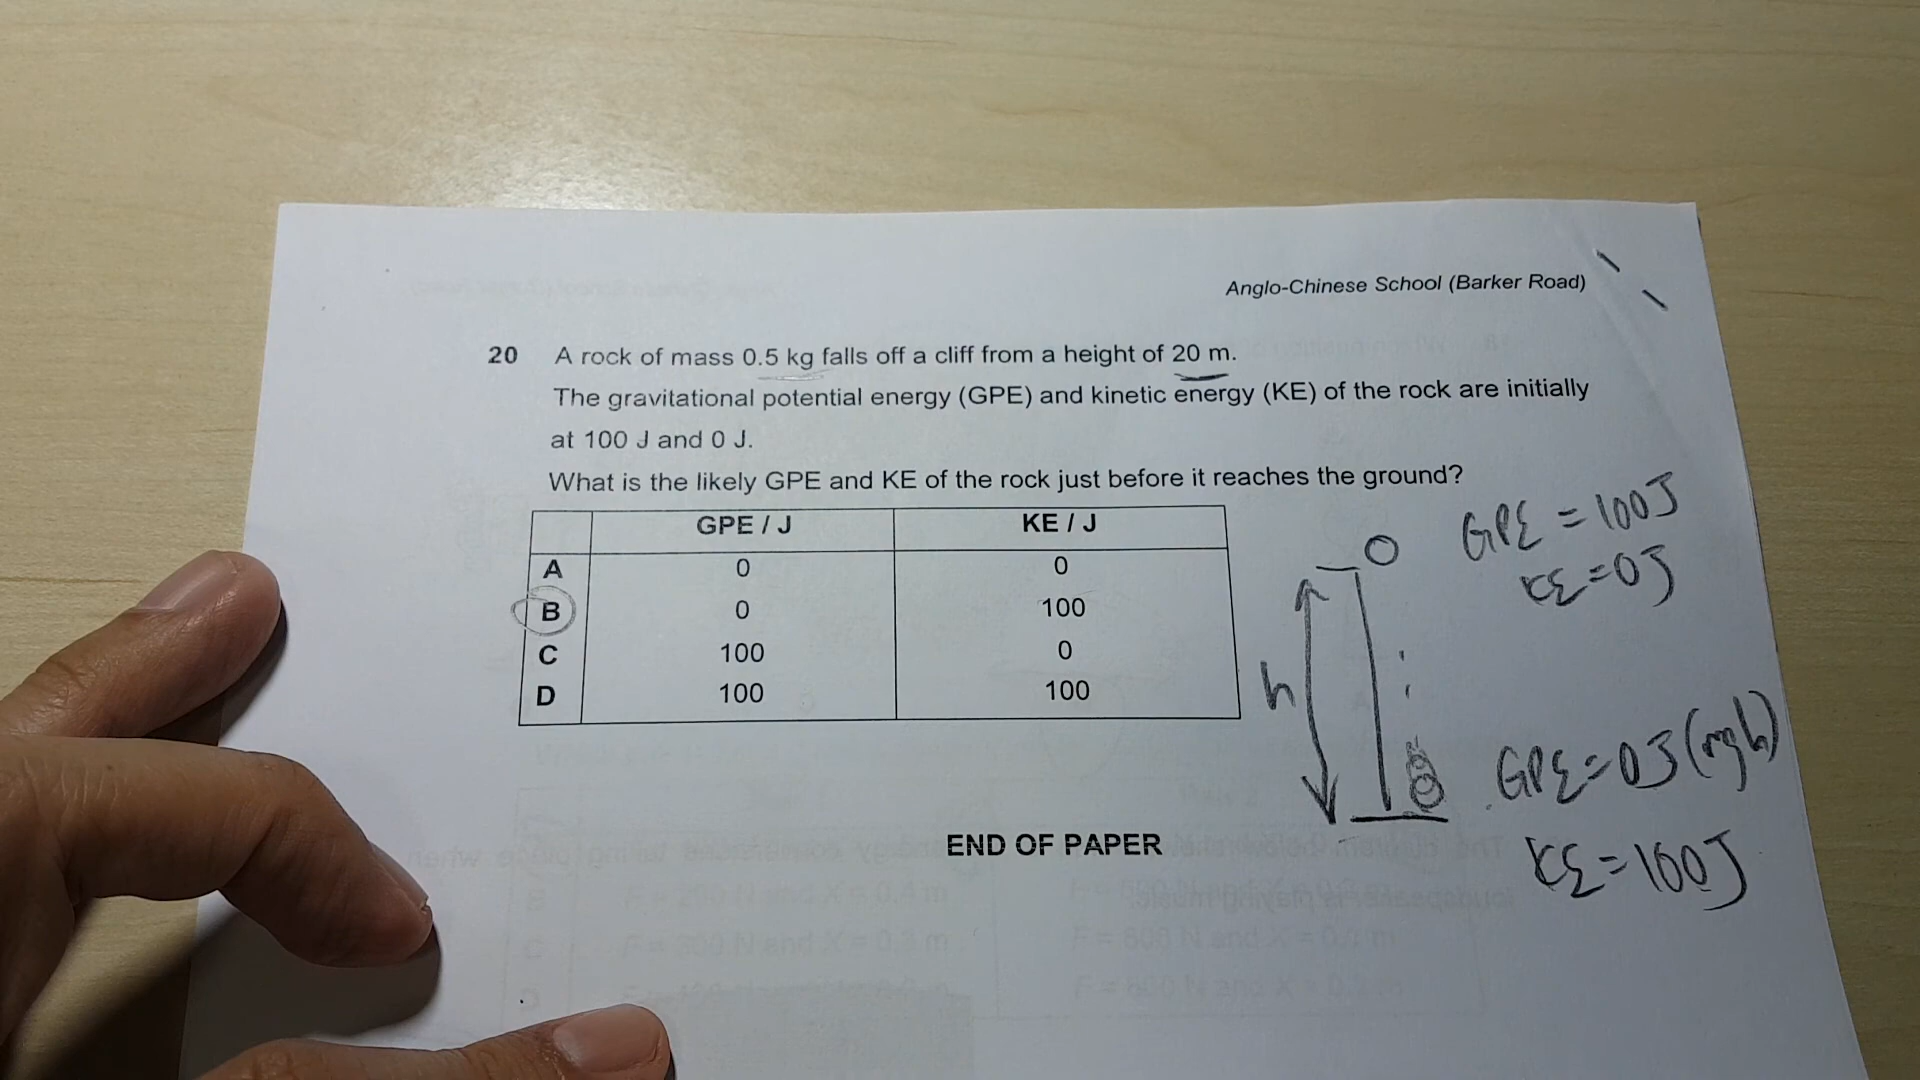 Anglo-Chinese School (Barker Road)
20 A rock of mass 0.5 kg falls off a cliff from a height of 20 m.
The gravitational potential energy (GPE) and kinetic energy (KE) of the rock are initially
at 100 J and 0 J.
What is the likely GPE and KE of the rock just before it reaches the ground?
GPE / J KE / J
A 0 0
B 0 100
C 100 0
D 100 100
GPE = 100J
KE = 0J
h
GPE = 0J (mgh)
KE = 100J
END OF PAPER